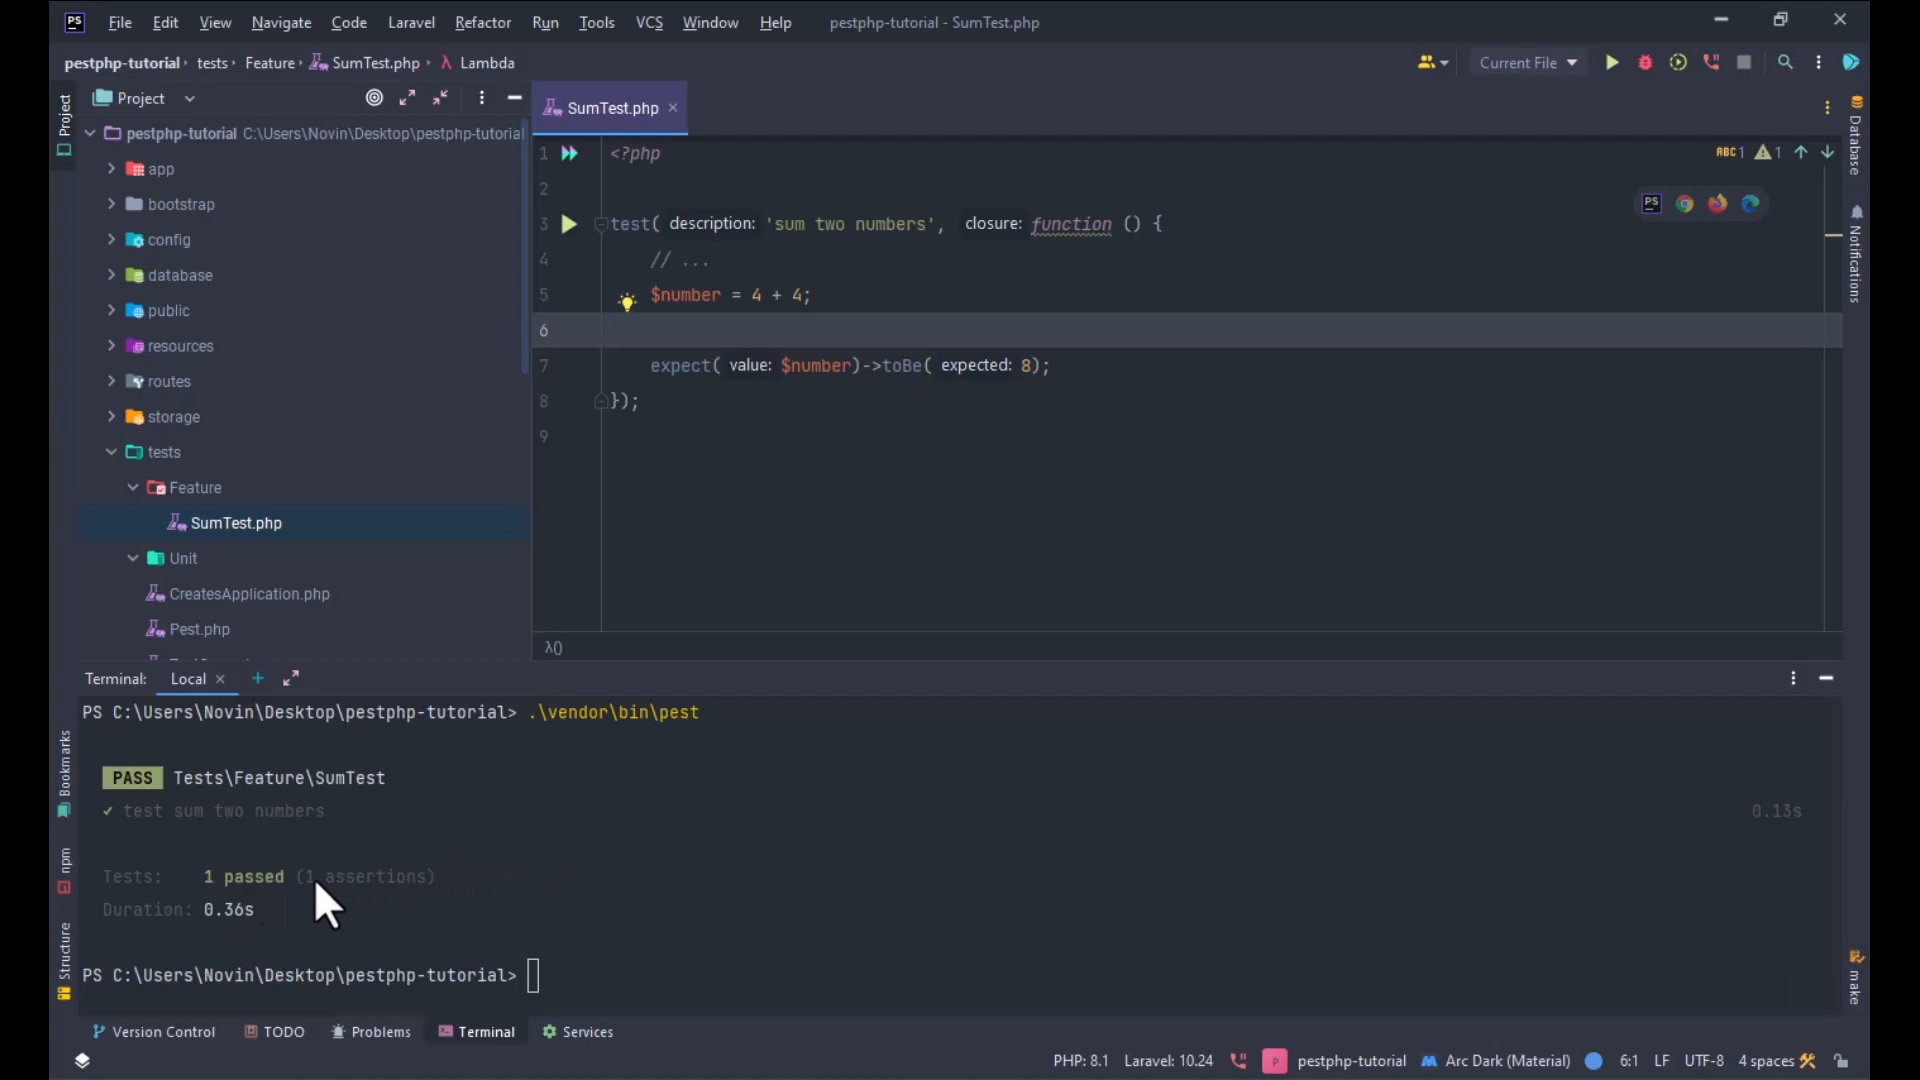 PS File Edit View Navigate Code Laravel Refactor Run Tools VCS Window Help pestphp-tutorial - SumTest.php
pestphp-tutorial tests Feature SumTest.php λ Lambda
Current File
Project
Project
SumTest.php
pestphp-tutorial C:\Users\Novin\Desktop\pestphp-tutorial
app
bootstrap
config
database
public
resources
routes
storage
tests
Feature
SumTest.php
Unit
CreatesApplication.php
Pest.php
1 <?php
2
3 test( description: 'sum two numbers', closure: function () {
4 // ...
5 $number = 4 + 4;
6
7 expect( value: $number)->toBe( expected: 8);
8 });
9
ABC 1 1
PS
λ()
Database
Notifications
make
Terminal: Local
PS C:\Users\Novin\Desktop\pestphp-tutorial> .\vendor\bin\pest
PASS Tests\Feature\SumTest
✓ test sum two numbers 0.13s
Tests: 1 passed (1 assertions)
Duration: 0.36s
PS C:\Users\Novin\Desktop\pestphp-tutorial>
Bookmarks
npm
Structure
Version Control TODO Problems Terminal Services
PHP: 8.1 Laravel: 10.24 P pestphp-tutorial Arc Dark (Material) 6:1 LF UTF-8 4 spaces